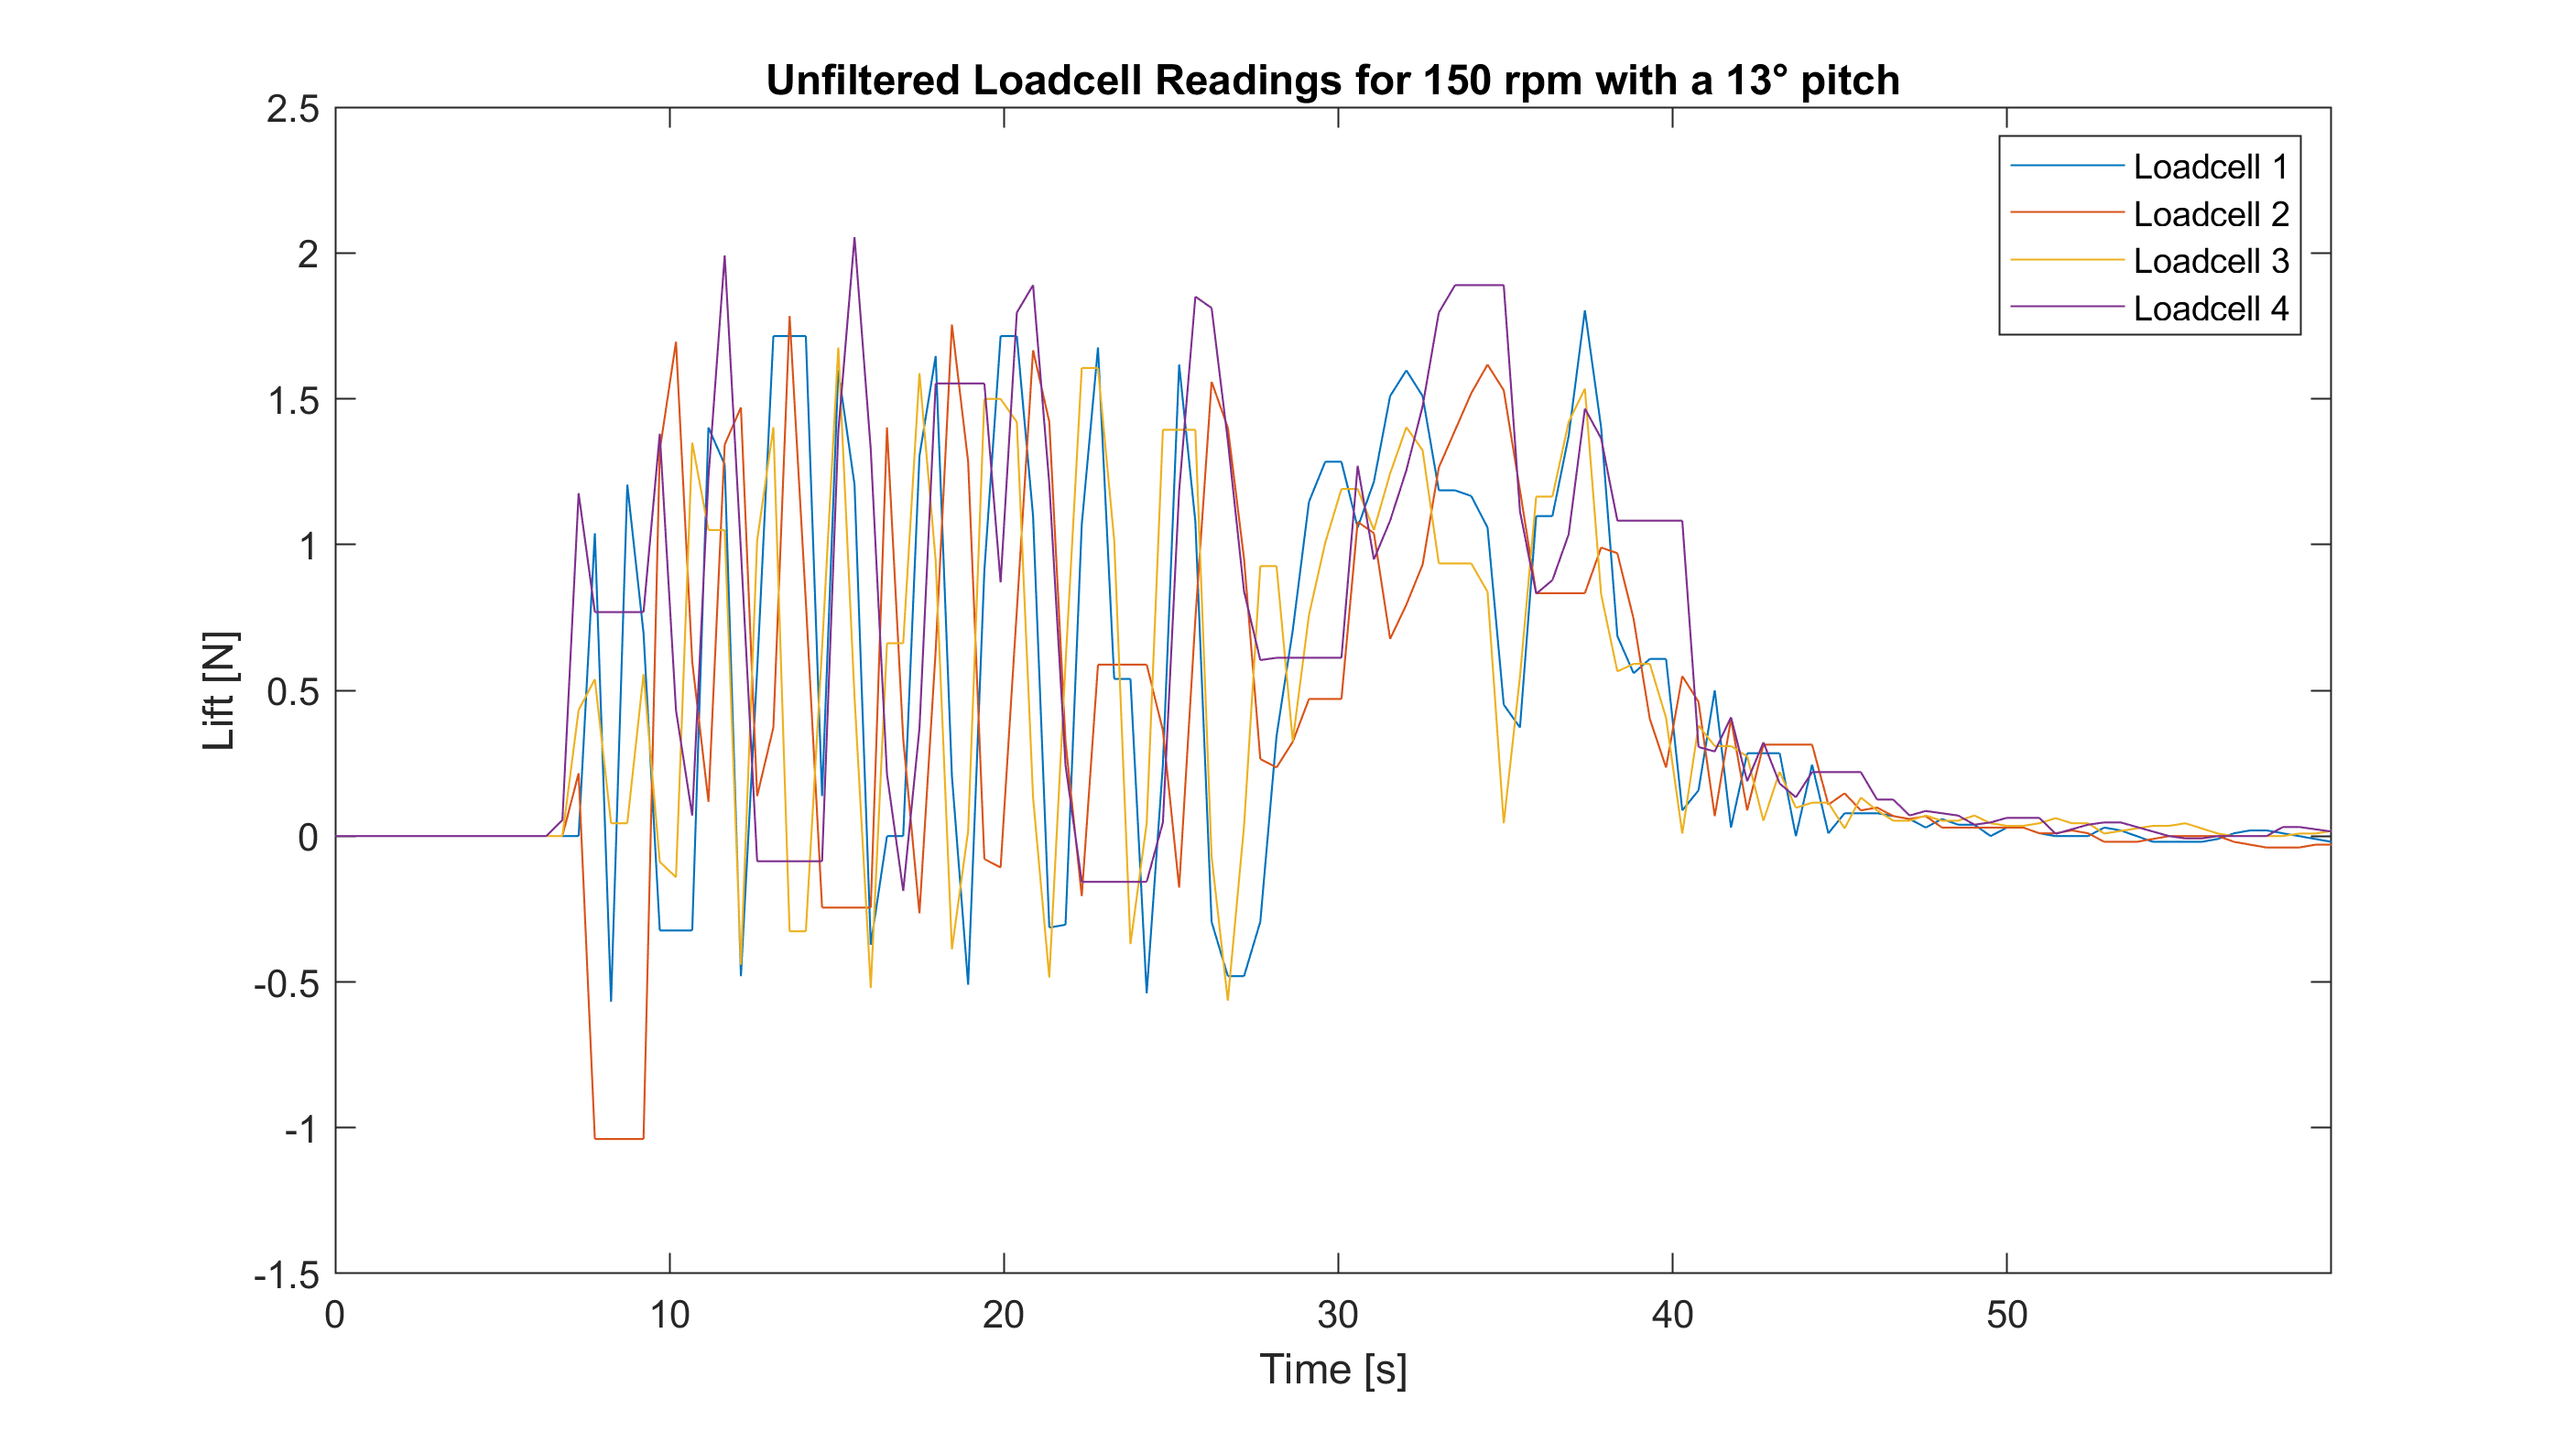 Unfiltered Loadcell Readings for 150 rpm with a 13° pitch
2.5
2
1.5
1
0.5
0
-0.5
-1
-1.5
Lift [N]
Loadcell 1
Loadcell 2
Loadcell 3
Loadcell 4
0 10 20 30 40 50
Time [s]